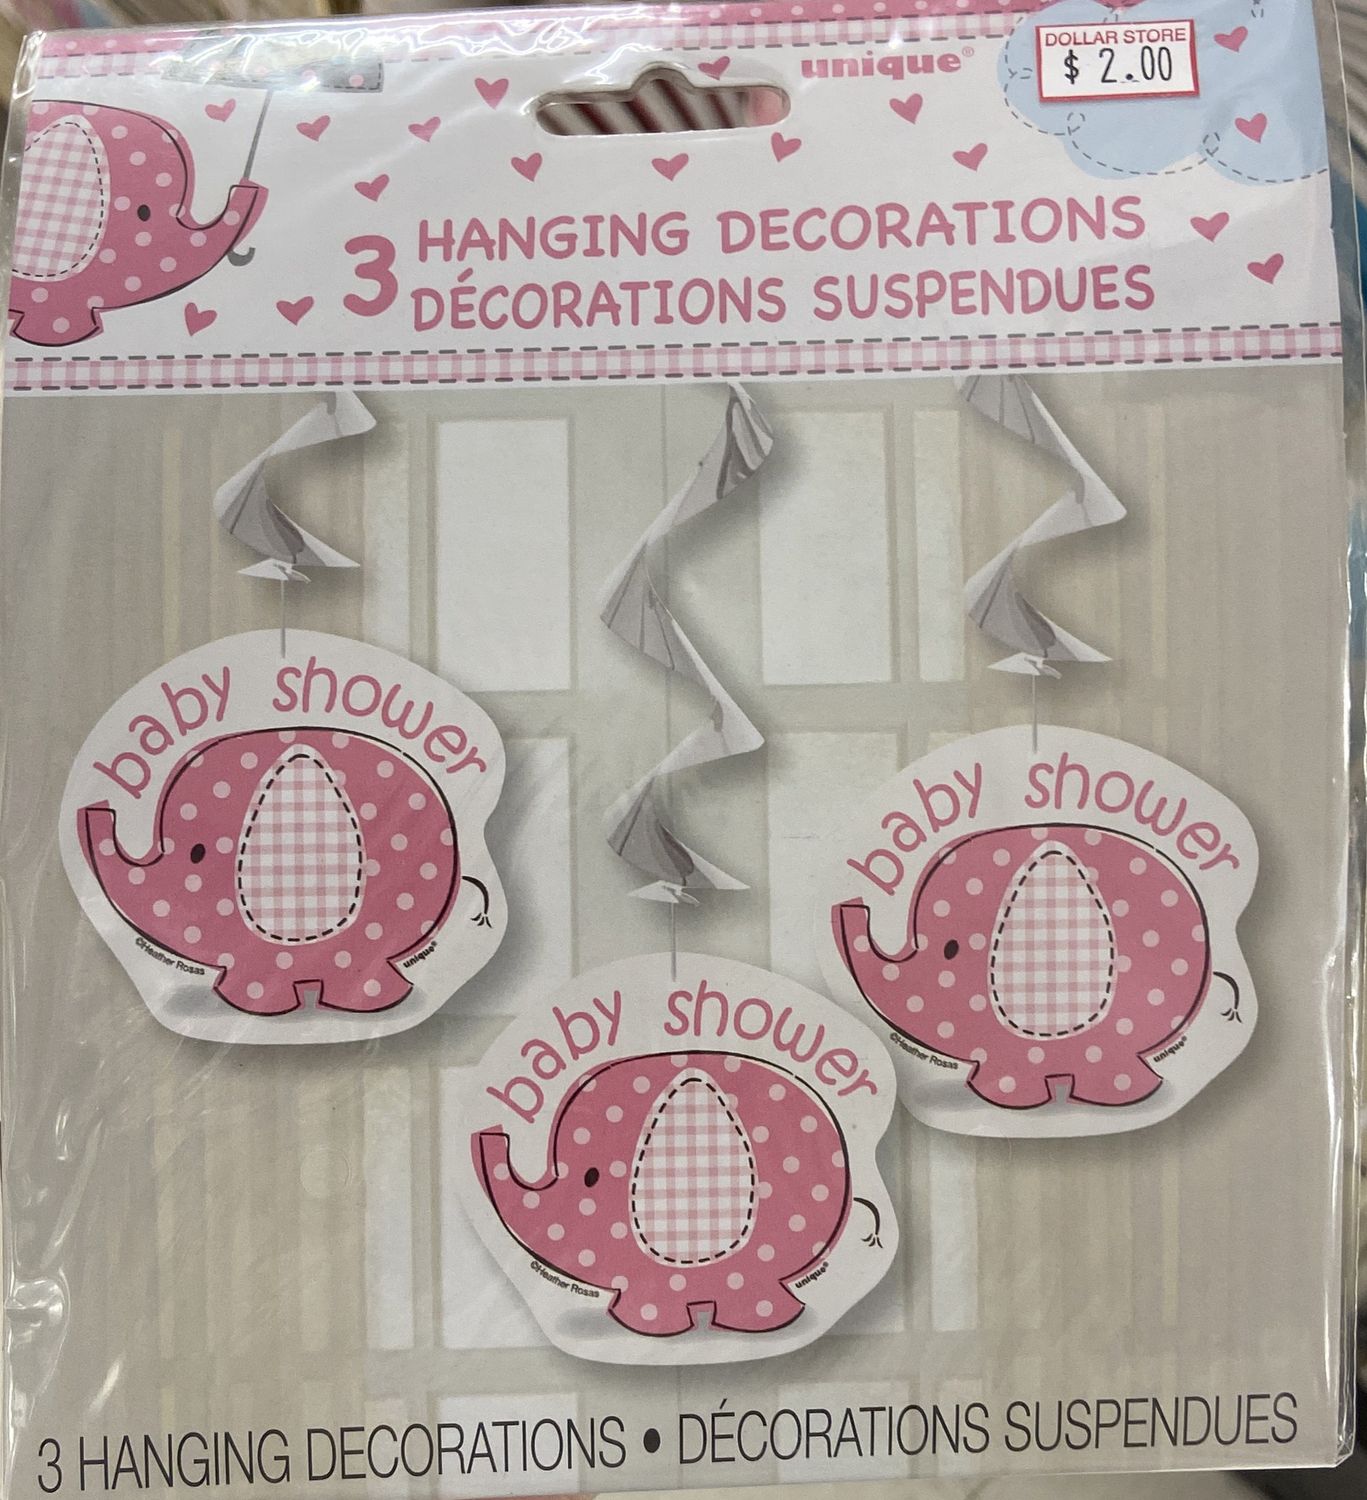 unique®
DOLLAR STORE
$ 2.00
3 HANGING DECORATIONS
DÉCORATIONS SUSPENDUES
baby shower
©Heather Rosas
unique®
baby shower
©Heather Rosas
unique®
baby shower
©Heather Rosas
unique®
3 HANGING DECORATIONS • DÉCORATIONS SUSPENDUES